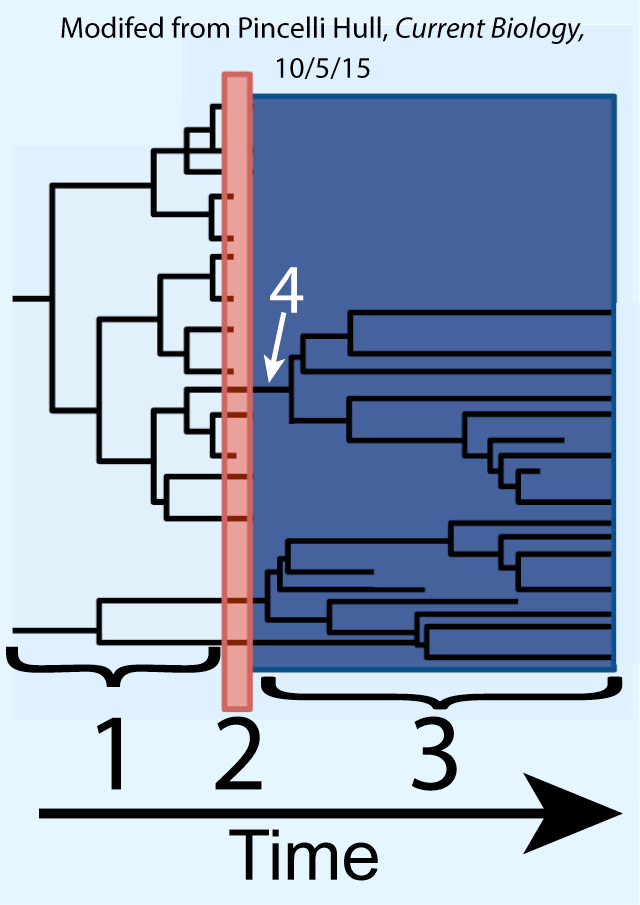 Modifed from Pincelli Hull, Current Biology,
10/5/15
4
1 2 3
Time